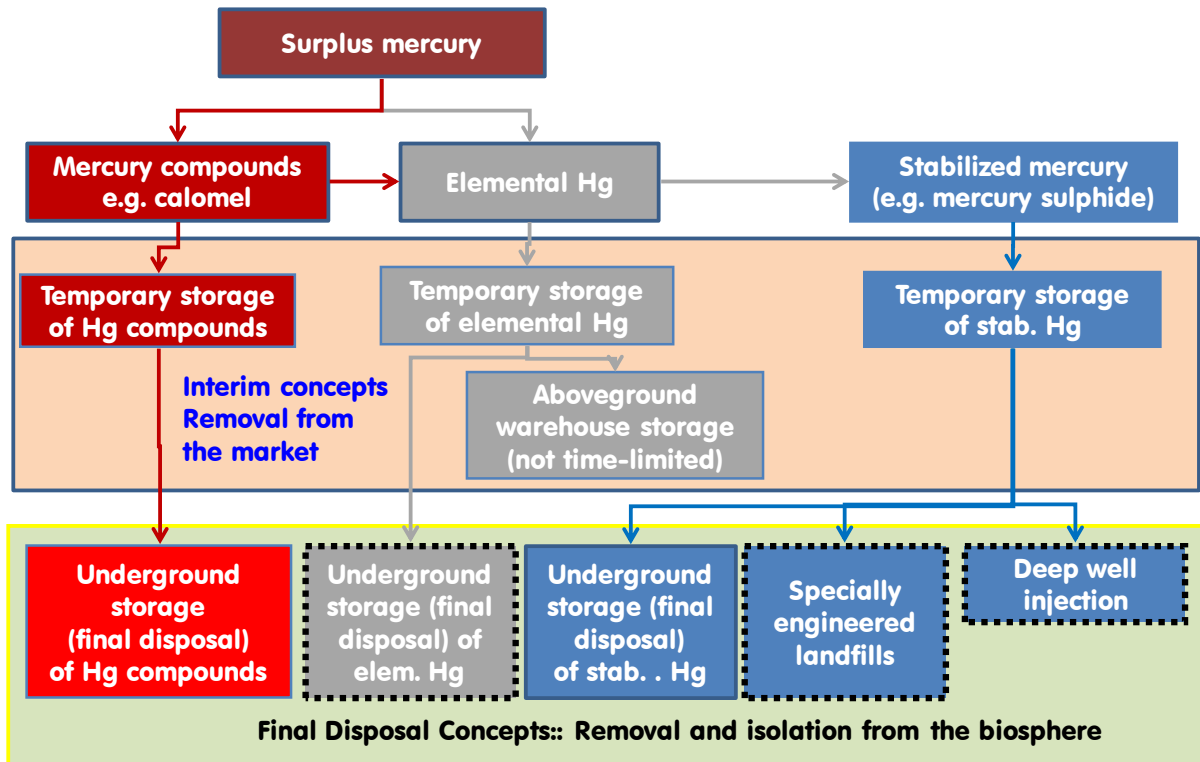 Surplus mercury
Mercury compounds
e.g. calomel
Elemental Hg
Stabilized mercury
(e.g. mercury sulphide)
Temporary storage
of Hg compounds
Temporary storage
of elemental Hg
Temporary storage
of stab. Hg
Interim concepts
Removal from
the market
Aboveground
warehouse storage
(not time-limited)
Underground
storage
(final disposal)
of Hg compounds
Underground
storage (final
disposal) of
elem. Hg
Underground
storage (final
disposal)
of stab. . Hg
Specially
engineered
landfills
Deep well
injection
Final Disposal Concepts:: Removal and isolation from the biosphere